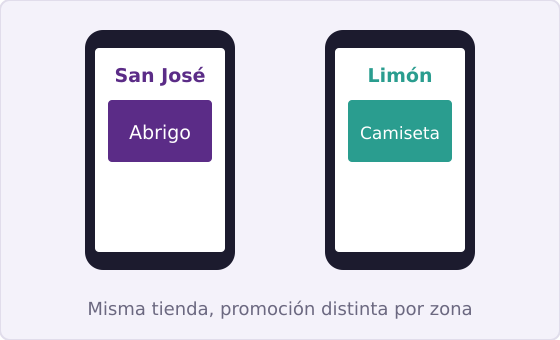 San José
Abrigo
Limón
Camiseta
Misma tienda, promoción distinta por zona